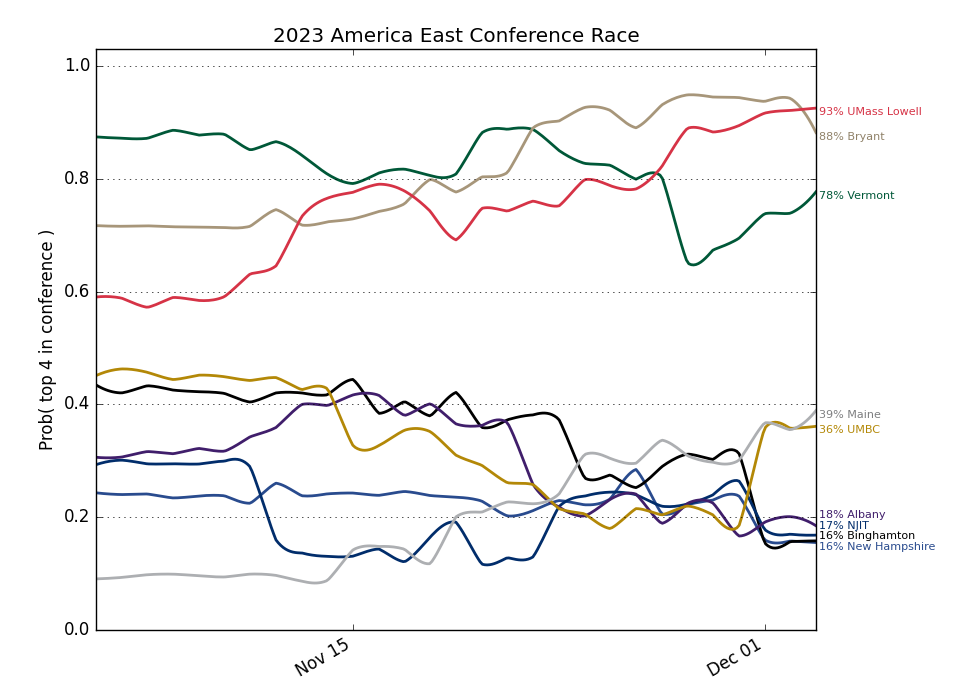 2023 America East Conference Race
Prob( top 4 in conference )
1.0
0.8
0.6
0.4
0.2
0.0
Nov 15
Dec 01
93% UMass Lowell
88% Bryant
78% Vermont
39% Maine
36% UMBC
18% Albany
17% NJIT
16% Binghamton
16% New Hampshire